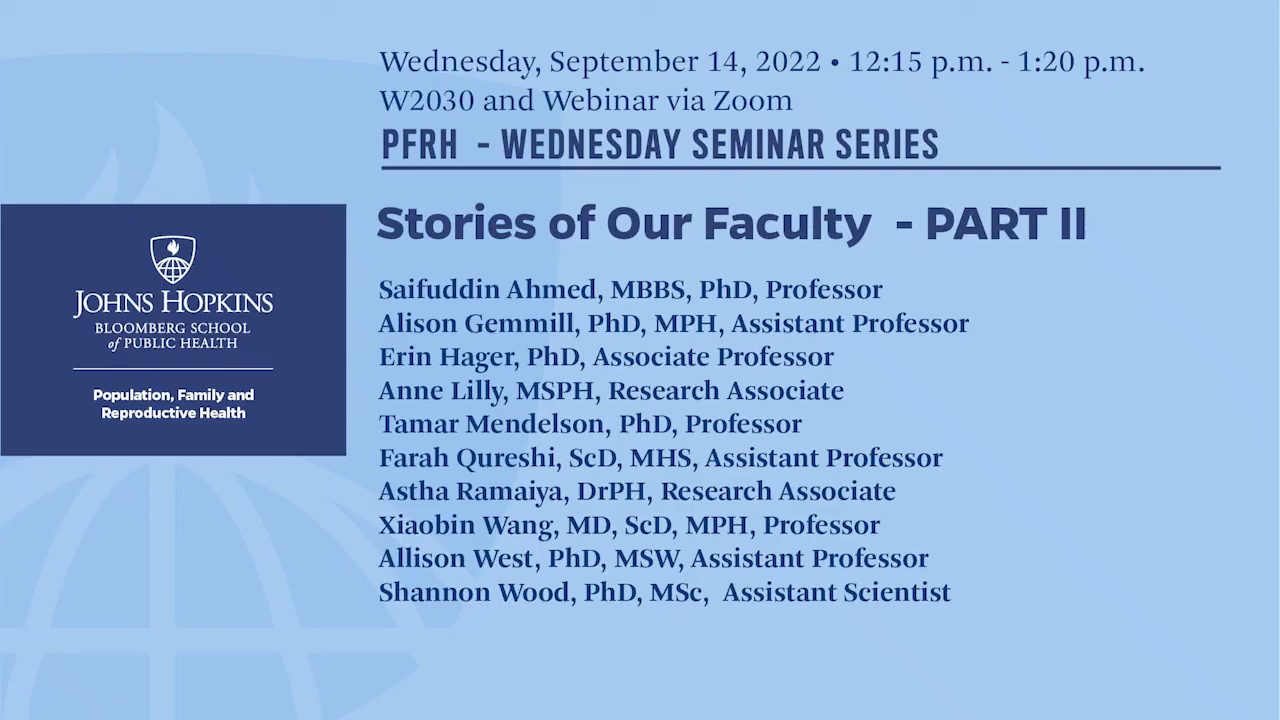 Wednesday, September 14, 2022 • 12:15 p.m. - 1:20 p.m.
W2030 and Webinar via Zoom
PFRH - WEDNESDAY SEMINAR SERIES
Stories of Our Faculty - PART II
JOHNS HOPKINS
BLOOMBERG SCHOOL
of PUBLIC HEALTH
Population, Family and
Reproductive Health
Saifuddin Ahmed, MBBS, PhD, Professor
Alison Gemmill, PhD, MPH, Assistant Professor
Erin Hager, PhD, Associate Professor
Anne Lilly, MSPH, Research Associate
Tamar Mendelson, PhD, Professor
Farah Qureshi, ScD, MHS, Assistant Professor
Astha Ramaiya, DrPH, Research Associate
Xiaobin Wang, MD, ScD, MPH, Professor
Allison West, PhD, MSW, Assistant Professor
Shannon Wood, PhD, MSc, Assistant Scientist